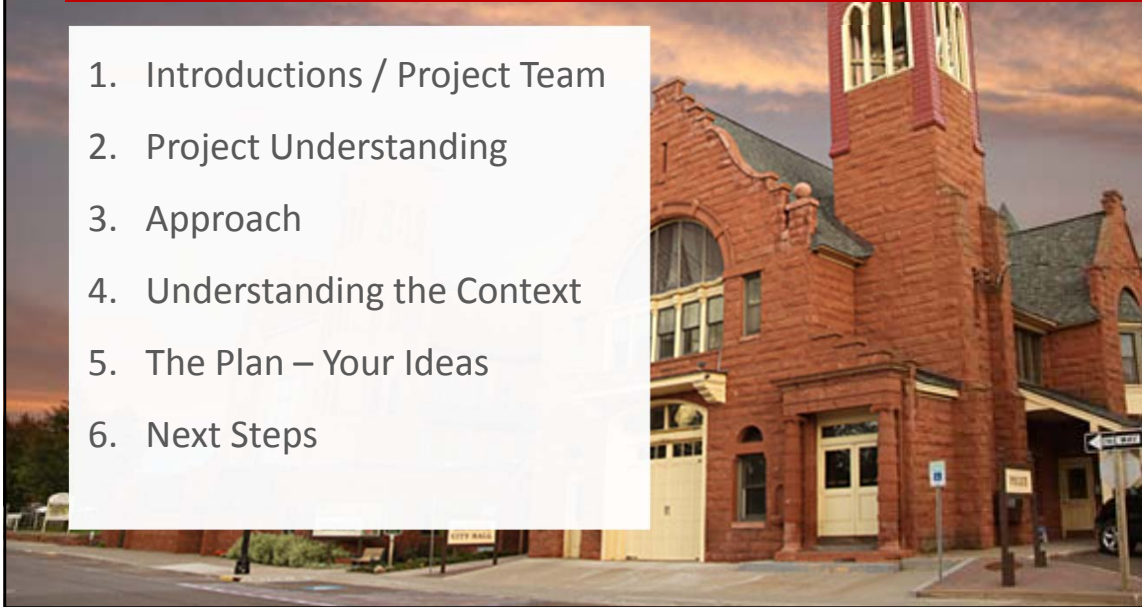 1. Introductions / Project Team
2. Project Understanding
3. Approach
4. Understanding the Context
5. The Plan – Your Ideas
6. Next Steps
CITY HALL
POLICE
ONE WAY